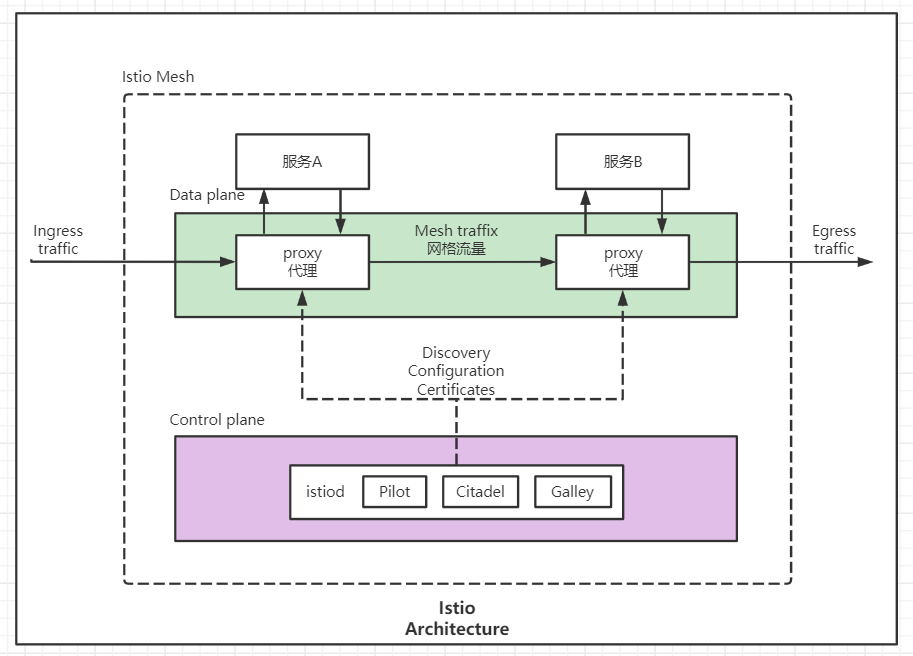 Istio Mesh
服务A
服务B
Data plane
Ingress
traffic
Mesh traffix
网格流量
Egress
traffic
proxy
代理
proxy
代理
Discovery
Configuration
Certificates
Control plane
istiod
Pilot
Citadel
Galley
Istio
Architecture